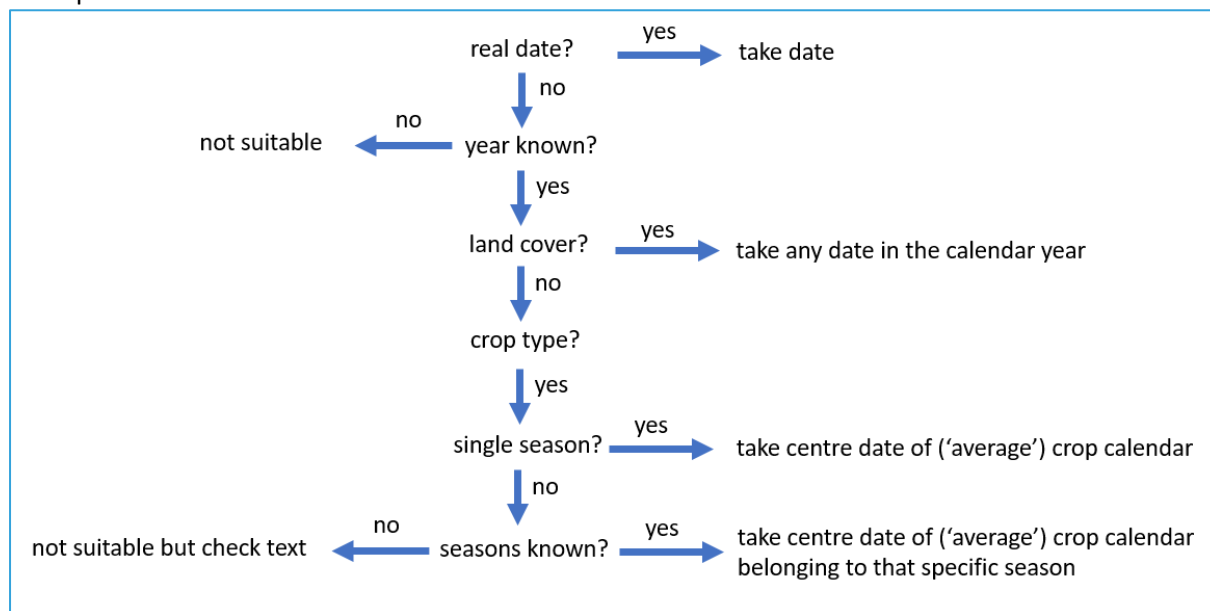 real date?
yes
take date
no
not suitable
no
year known?
yes
land cover?
yes
take any date in the calendar year
no
crop type?
yes
single season?
yes
take centre date of (‘average’) crop calendar
no
not suitable but check text
no
seasons known?
yes
take centre date of (‘average’) crop calendar
belonging to that specific season